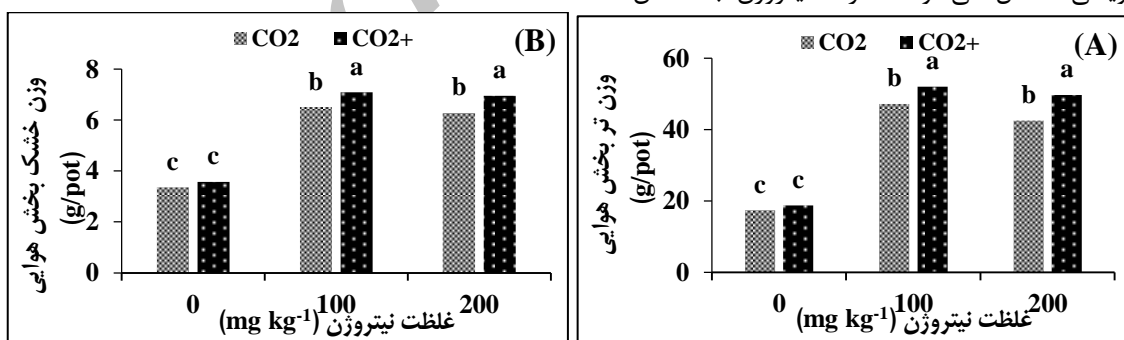 (B)
CO2 CO2+
وزن خشک بخش هوایی
(g/pot)
8
6
4
2
0
c c b a b a
0 100 200
غلظت نیتروژن (mg kg-1)
(A)
CO2 CO2+
وزن تر بخش هوایی
(g/pot)
60
40
20
0
c c b a b a
0 100 200
غلظت نیتروژن (mg kg-1)